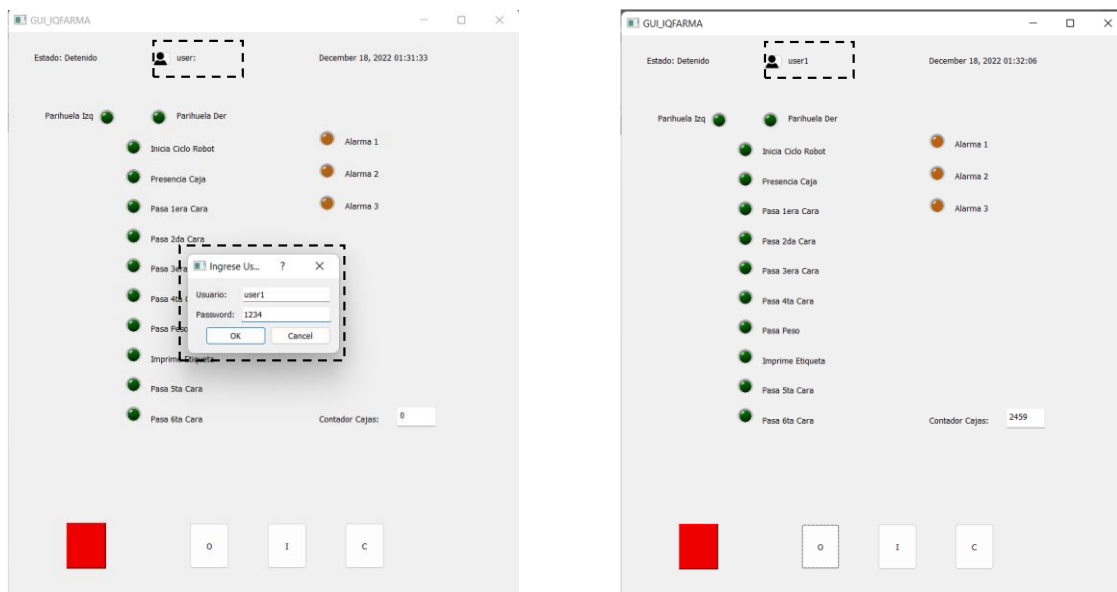 GUI_IQFARMA
Estado: Detenido
user:
December 18, 2022 01:31:33
Parihuela Izq
Parihuela Der
Inicia Ciclo Robot
Alarma 1
Presencia Caja
Alarma 2
Pasa 1era Cara
Alarma 3
Pasa 2da Cara
Pasa 3era
Ingrese Us... ?
Pasa 4ta
Usuario: user1
Password: 1234
Pasa Peso
OK Cancel
Imprime Etiqueta
Pasa 5ta Cara
Pasa 6ta Cara
Contador Cajas: 0
O I C
GUI_IQFARMA
Estado: Detenido
user1
December 18, 2022 01:32:06
Parihuela Izq
Parihuela Der
Inicia Ciclo Robot
Alarma 1
Presencia Caja
Alarma 2
Pasa 1era Cara
Alarma 3
Pasa 2da Cara
Pasa 3era Cara
Pasa 4ta Cara
Pasa Peso
Imprime Etiqueta
Pasa 5ta Cara
Pasa 6ta Cara
Contador Cajas: 2459
O I C